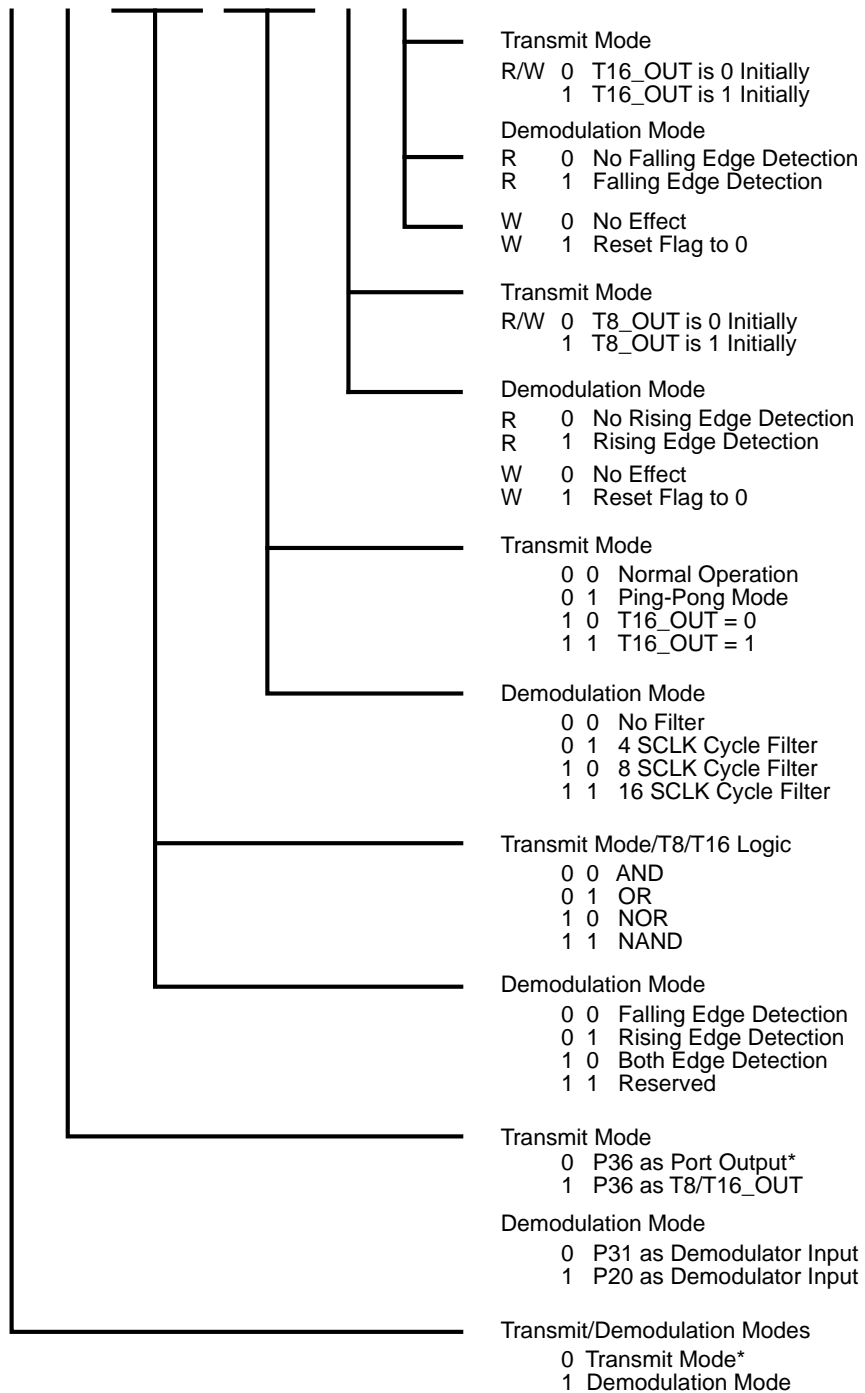 Transmit Mode
R/W 0 T16_OUT is 0 Initially
1 T16_OUT is 1 Initially
Demodulation Mode
R 0 No Falling Edge Detection
R 1 Falling Edge Detection
W 0 No Effect
W 1 Reset Flag to 0
Transmit Mode
R/W 0 T8_OUT is 0 Initially
1 T8_OUT is 1 Initially
Demodulation Mode
R 0 No Rising Edge Detection
R 1 Rising Edge Detection
W 0 No Effect
W 1 Reset Flag to 0
Transmit Mode
0 0 Normal Operation
0 1 Ping-Pong Mode
1 0 T16_OUT = 0
1 1 T16_OUT = 1
Demodulation Mode
0 0 No Filter
0 1 4 SCLK Cycle Filter
1 0 8 SCLK Cycle Filter
1 1 16 SCLK Cycle Filter
Transmit Mode/T8/T16 Logic
0 0 AND
0 1 OR
1 0 NOR
1 1 NAND
Demodulation Mode
0 0 Falling Edge Detection
0 1 Rising Edge Detection
1 0 Both Edge Detection
1 1 Reserved
Transmit Mode
0 P36 as Port Output*
1 P36 as T8/T16_OUT
Demodulation Mode
0 P31 as Demodulator Input
1 P20 as Demodulator Input
Transmit/Demodulation Modes
0 Transmit Mode*
1 Demodulation Mode